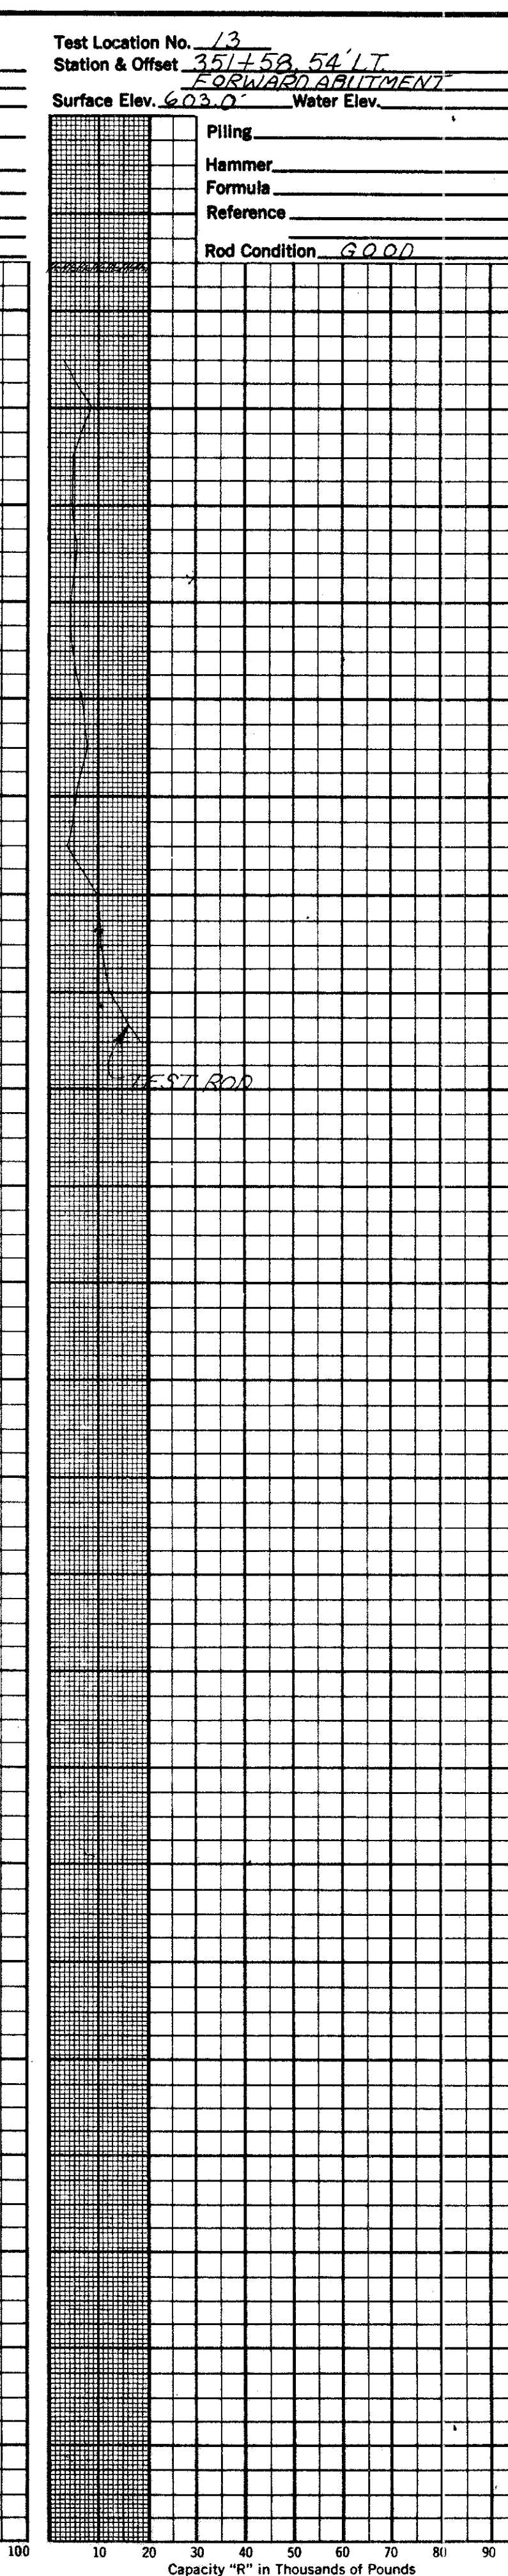 Test Location No. 13
Station & Offset 351+58, 54' LT.
FORWARD ABUTMENT
Surface Elev. 603.0' Water Elev.
Piling
Hammer
Formula
Reference
Rod Condition GOOD
TEST ROD
100 10 20 30 40 50 60 70 80 90
Capacity "R" in Thousands of Pounds